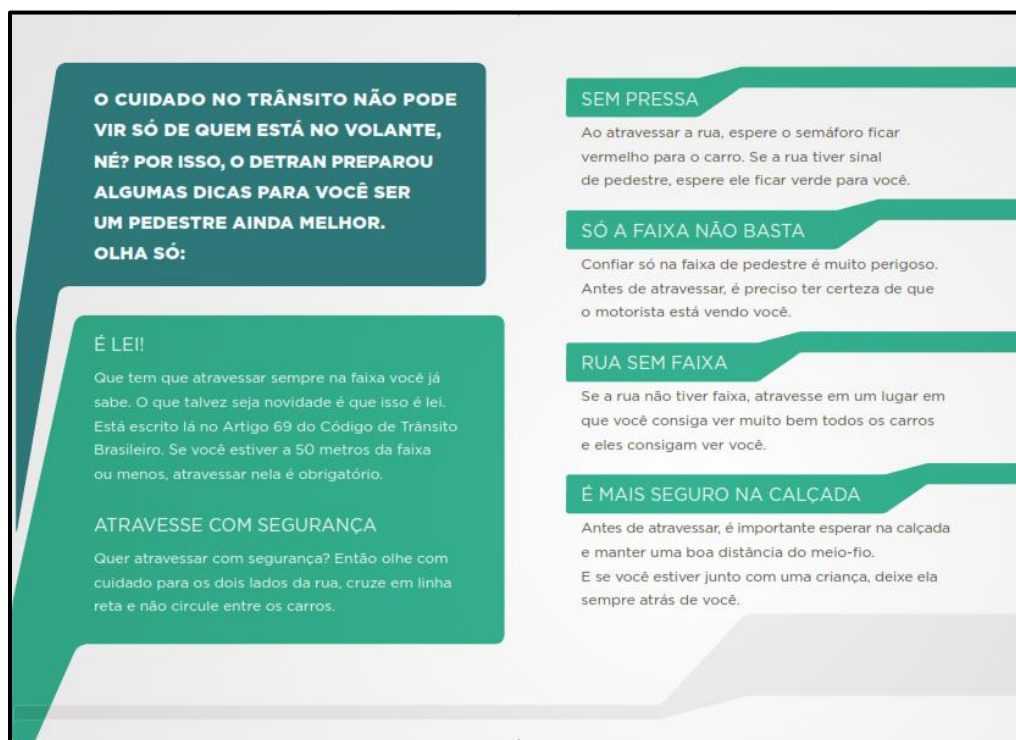 O CUIDADO NO TRÂNSITO NÃO PODE
VIR SÓ DE QUEM ESTÁ NO VOLANTE,
NÉ? POR ISSO, O DETRAN PREPAROU
ALGUMAS DICAS PARA VOCÊ SER
UM PEDESTRE AINDA MELHOR.
OLHA SÓ:
É LEI!
Que tem que atravessar sempre na faixa você já
sabe. O que talvez seja novidade é que isso é lei.
Está escrito lá no Artigo 69 do Código de Trânsito
Brasileiro. Se você estiver a 50 metros da faixa
ou menos, atravessar nela é obrigatório.
ATRAVESSE COM SEGURANÇA
Quer atravessar com segurança? Então olhe com
cuidado para os dois lados da rua, cruze em linha
reta e não circule entre os carros.
SEM PRESSA
Ao atravessar a rua, espere o semáforo ficar
vermelho para o carro. Se a rua tiver sinal
de pedestre, espere ele ficar verde para você.
SÓ A FAIXA NÃO BASTA
Confiar só na faixa de pedestre é muito perigoso.
Antes de atravessar, é preciso ter certeza de que
o motorista está vendo você.
RUA SEM FAIXA
Se a rua não tiver faixa, atravesse em um lugar em
que você consiga ver muito bem todos os carros
e eles consigam ver você.
É MAIS SEGURO NA CALÇADA
Antes de atravessar, é importante esperar na calçada
e manter uma boa distância do meio-fio.
E se você estiver junto com uma criança, deixe ela
sempre atrás de você.